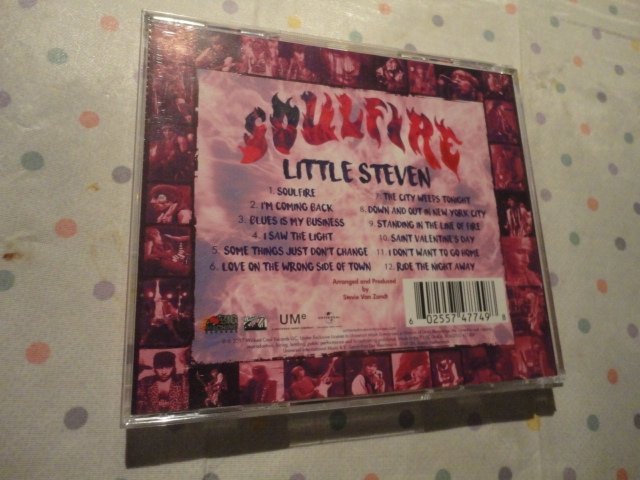 SOULFIRE
LITTLE STEVEN
1. SOULFIRE
2. I'M COMING BACK
3. BLUES IS MY BUSINESS
4. I SAW THE LIGHT
5. SOME THINGS JUST DON'T CHANGE
6. LOVE ON THE WRONG SIDE OF TOWN
7. THE CITY WEEPS TONIGHT
8. DOWN AND OUT IN NEW YORK CITY
9. STANDING IN THE LINE OF FIRE
10. SAINT VALENTINE'S DAY
11. I DON'T WANT TO GO HOME
12. RIDE THE NIGHT AWAY
Arranged and Produced
by
Stevie Van Zandt
UMe
6 02557 47749 8